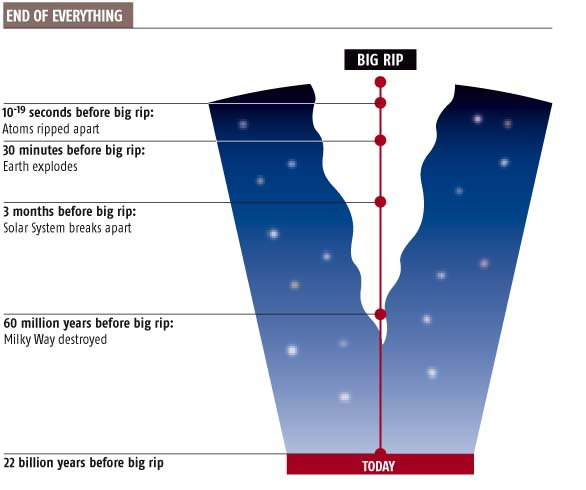 END OF EVERYTHING
BIG RIP
10-19 seconds before big rip:
Atoms ripped apart
30 minutes before big rip:
Earth explodes
3 months before big rip:
Solar System breaks apart
60 million years before big rip:
Milky Way destroyed
22 billion years before big rip
TODAY